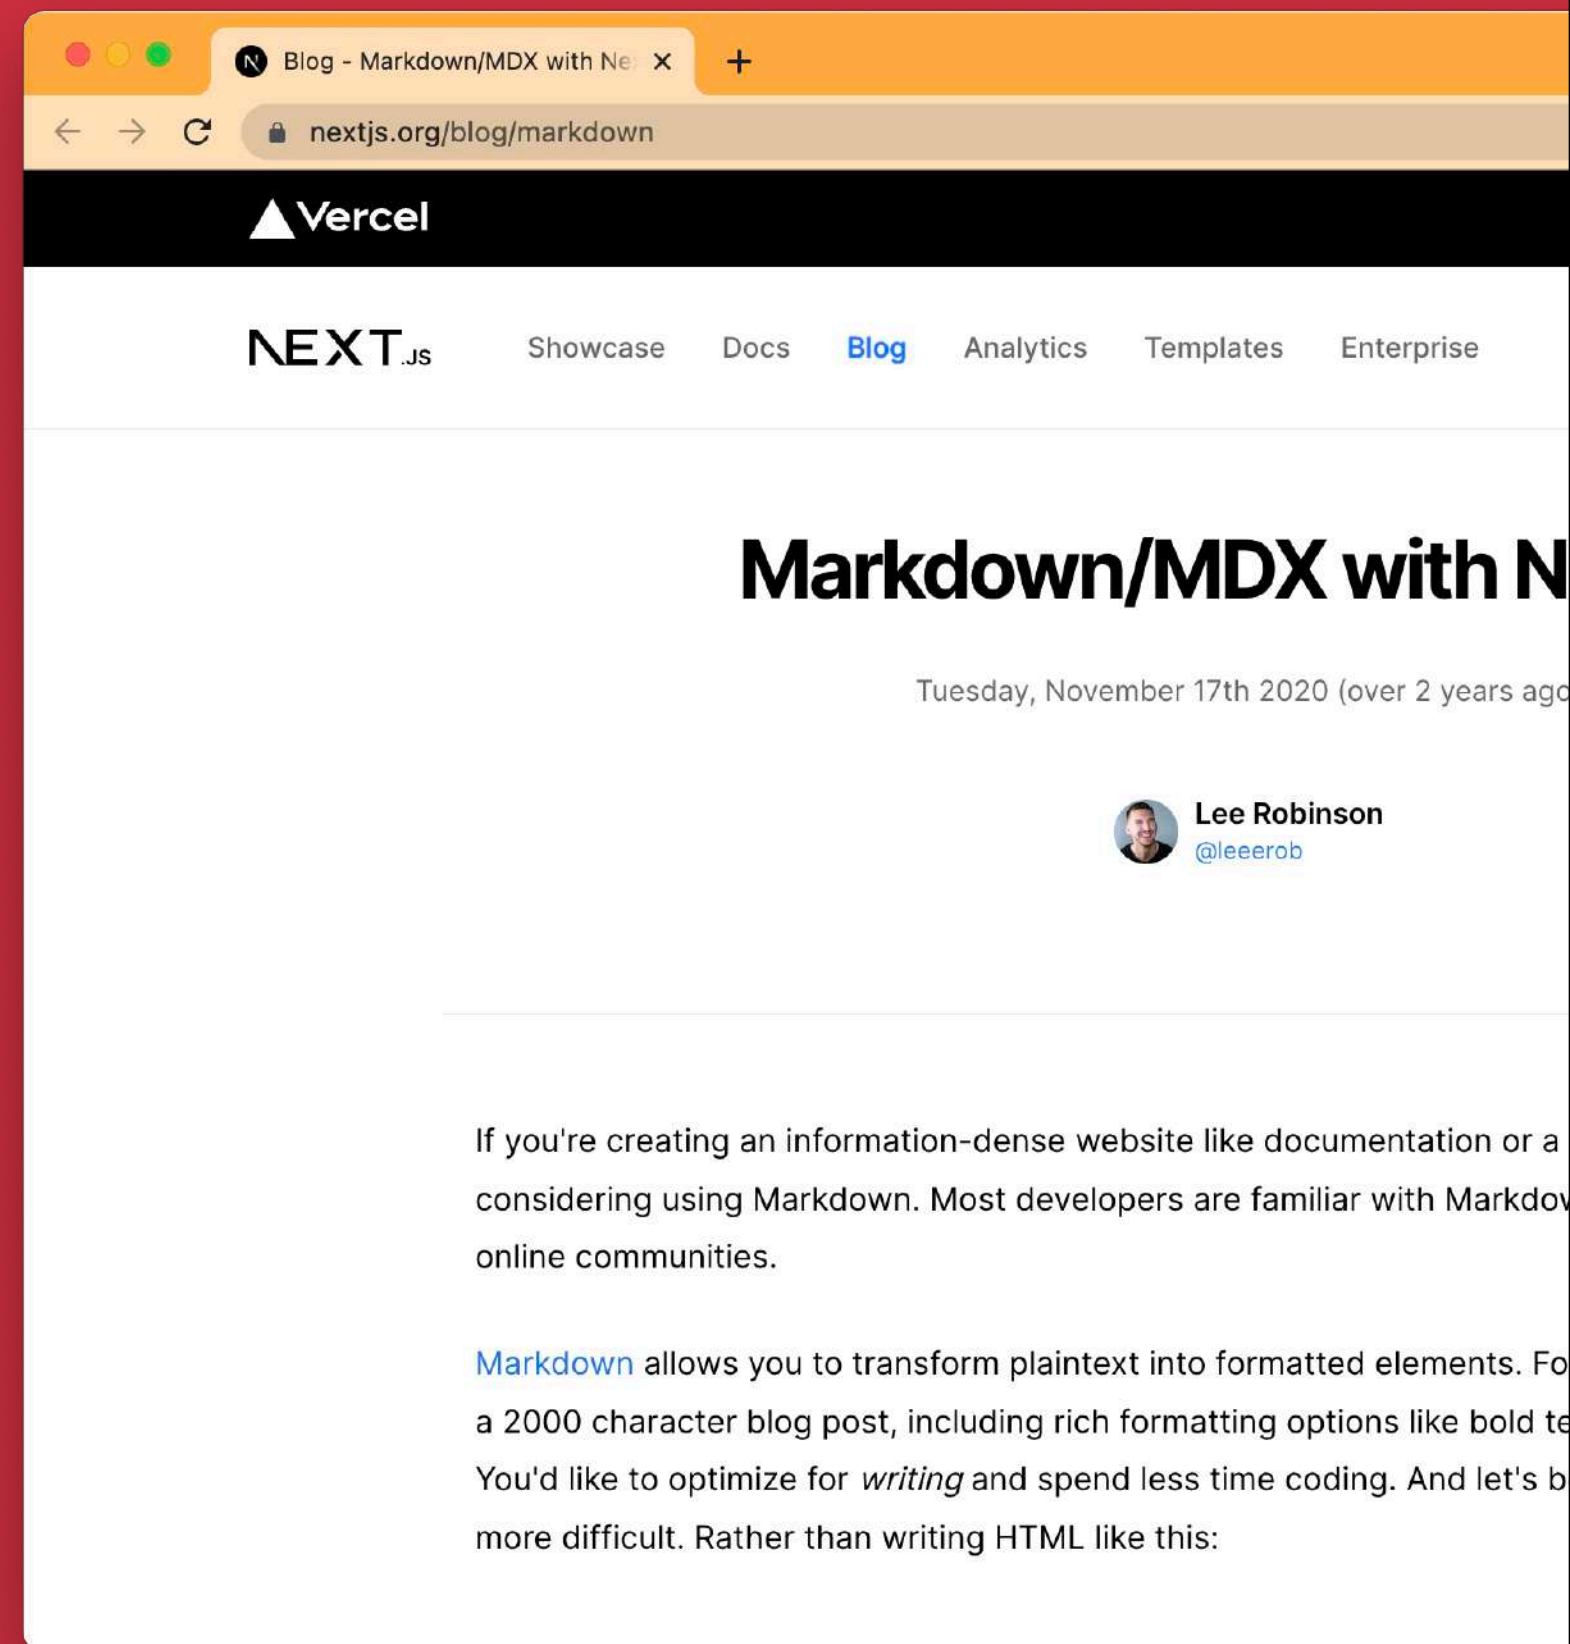 Blog - Markdown/MDX with Ne
nextjs.org/blog/markdown
Vercel
NEXT.JS Showcase Docs Blog Analytics Templates Enterprise
Markdown/MDX with N
Tuesday, November 17th 2020 (over 2 years ago
Lee Robinson
@leeerob
If you're creating an information-dense website like documentation or a
considering using Markdown. Most developers are familiar with Markdow
online communities.
Markdown allows you to transform plaintext into formatted elements. Fo
a 2000 character blog post, including rich formatting options like bold te
You'd like to optimize for writing and spend less time coding. And let's b
more difficult. Rather than writing HTML like this: